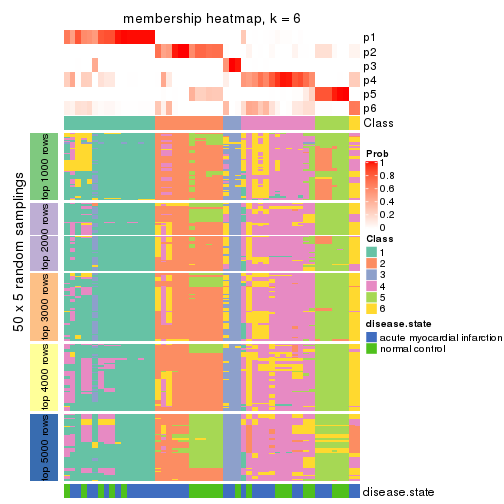 membership heatmap, k = 6
p1
p2
p3
p4
p5
p6
Class
50 x 5 random samplings
top 1000 rows
top 2000 rows
top 3000 rows
top 4000 rows
top 5000 rows
Prob
1
0.8
0.6
0.4
0.2
0
Class
1
2
3
4
5
6
disease.state
acute myocardial infarction
normal control
disease.state